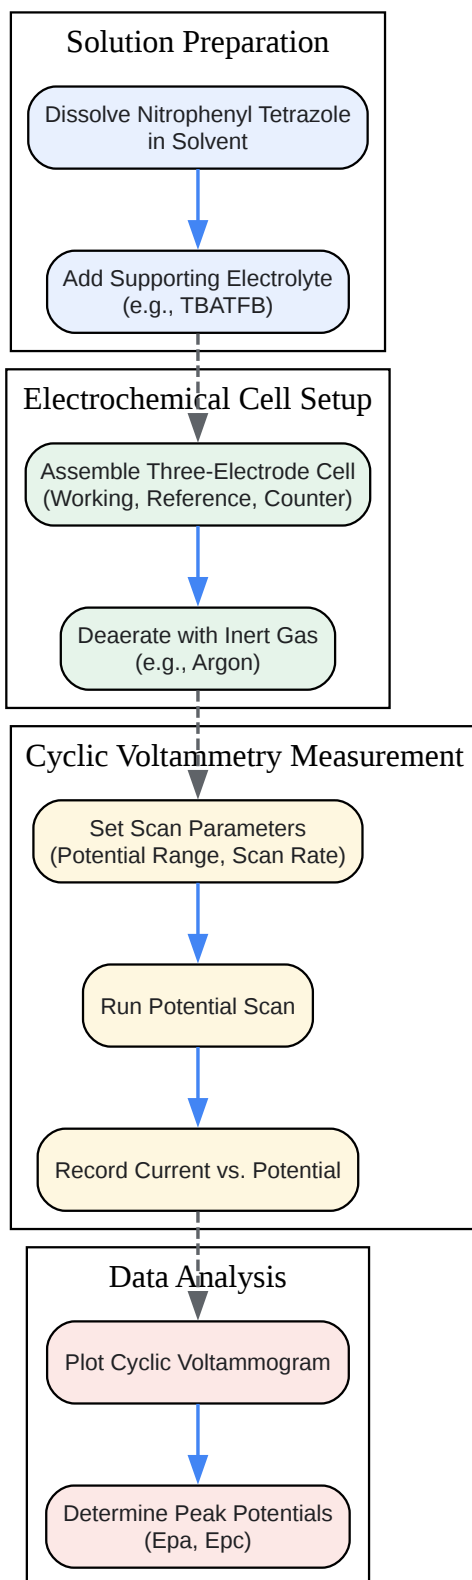 Solution Preparation
Dissolve Nitrophenyl Tetrazole
in Solvent
Add Supporting Electrolyte
(e.g., TBATFB)
Electrochemical Cell Setup
Assemble Three-Electrode Cell
(Working, Reference, Counter)
Deaerate with Inert Gas
(e.g., Argon)
Cyclic Voltammetry Measurement
Set Scan Parameters
(Potential Range, Scan Rate)
Run Potential Scan
Record Current vs. Potential
Data Analysis
Plot Cyclic Voltammogram
Determine Peak Potentials
(Epa, Epc)